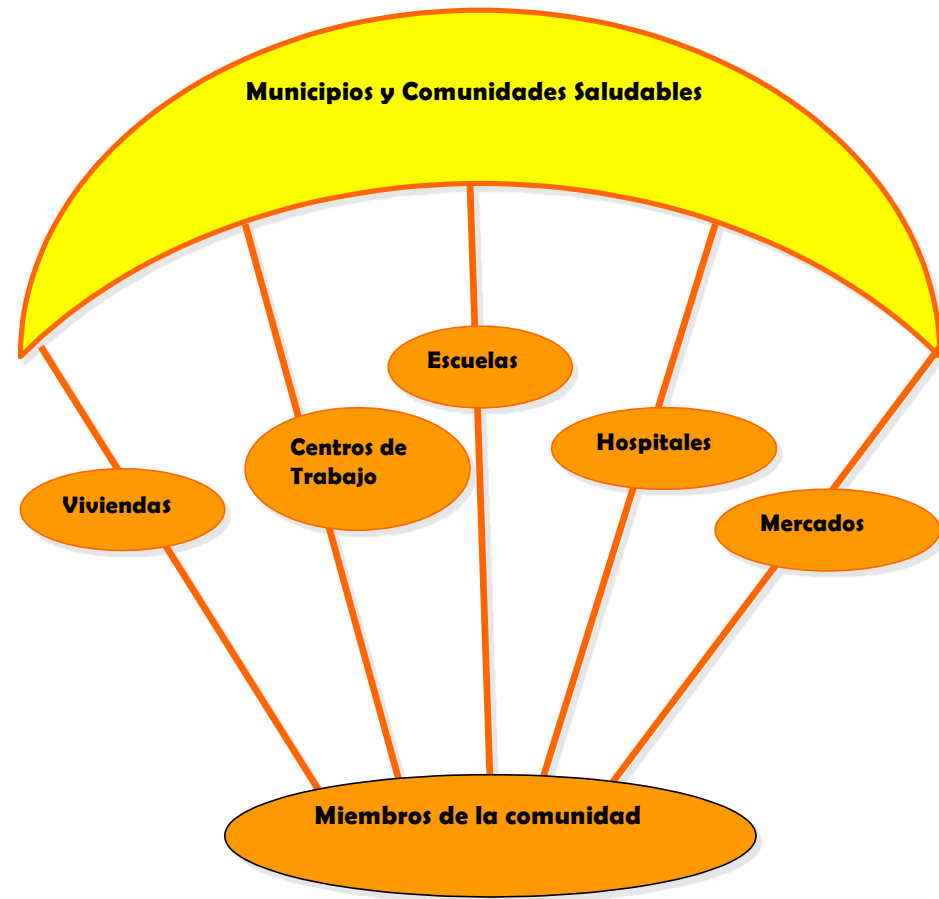 Municipios y Comunidades Saludables
Escuelas
Centros de
Trabajo
Hospitales
Viviendas
Mercados
Miembros de la comunidad